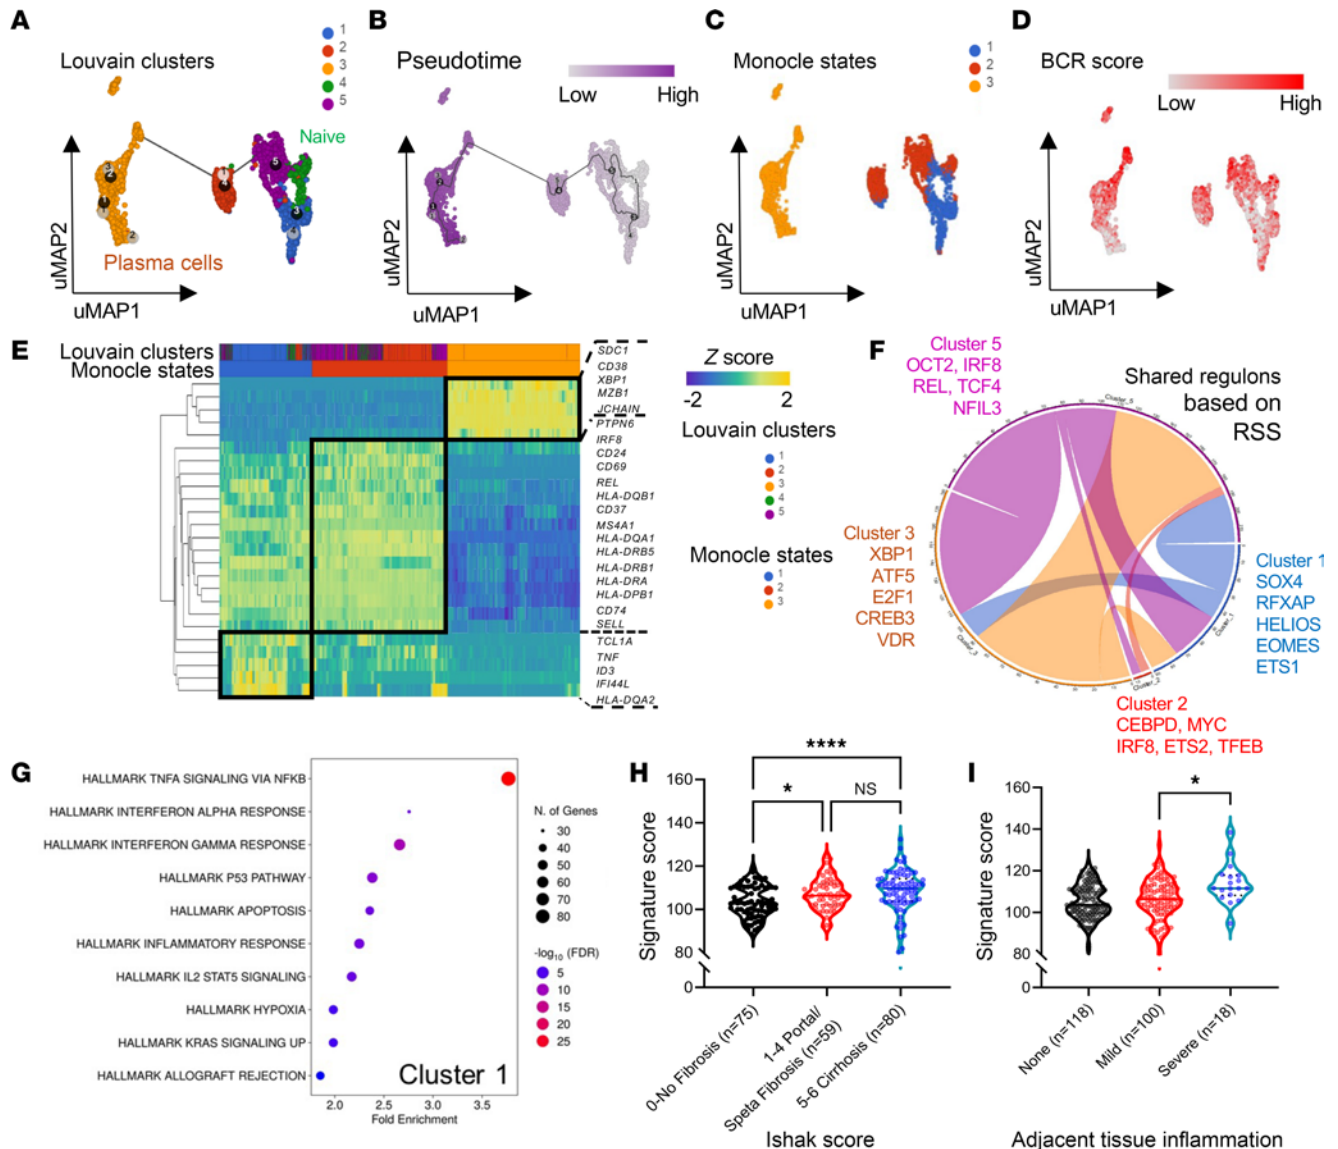 A
Louvain clusters
1
2
3
4
5
Naive
Plasma cells
uMAP2
uMAP1
B
Pseudotime
Low High
uMAP2
uMAP1
C
Monocle states
1
2
3
uMAP2
uMAP1
D
BCR score
Low High
uMAP2
uMAP1
E
Louvain clusters
Monocle states
SDC1
CD38
XBP1
MZB1
JCHAIN
PTPN6
IRF8
CD24
CD69
REL
HLA-DQB1
CD37
MS4A1
HLA-DQA1
HLA-DRB5
HLA-DRB1
HLA-DRA
HLA-DPB1
CD74
SELL
TCL1A
TNF
ID3
IFI44L
HLA-DQA2
Z score
-2 2
Louvain clusters
1
2
3
4
5
Monocle states
1
2
3
F
Shared regulons
based on
RSS
Cluster 5
OCT2, IRF8
REL, TCF4
NFIL3
Cluster_5
Cluster 3
XBP1
ATF5
E2F1
CREB3
VDR
Cluster_3
Cluster 1
SOX4
RFXAP
HELIOS
EOMES
ETS1
Cluster_1
Cluster_2
Cluster 2
CEBPD, MYC
IRF8, ETS2, TFEB
G
HALLMARK TNFA SIGNALING VIA NFKB
HALLMARK INTERFERON ALPHA RESPONSE
HALLMARK INTERFERON GAMMA RESPONSE
HALLMARK P53 PATHWAY
HALLMARK APOPTOSIS
HALLMARK INFLAMMATORY RESPONSE
HALLMARK IL2 STAT5 SIGNALING
HALLMARK HYPOXIA
HALLMARK KRAS SIGNALING UP
HALLMARK ALLOGRAFT REJECTION
Cluster 1
2.0 2.5 3.0 3.5
Fold Enrichment
N. of Genes
30
40
50
60
70
80
-log10 (FDR)
5
10
15
20
25
H
Signature score
160
140
120
100
80
0
****
*
NS
0-No Fibrosis (n=75)
1-4 Portal/
Speta Fibrosis (n=59)
5-6 Cirrhosis (n=80)
Ishak score
I
Signature score
160
140
120
100
80
0
*
None (n=118)
Mild (n=100)
Severe (n=18)
Adjacent tissue inflammation